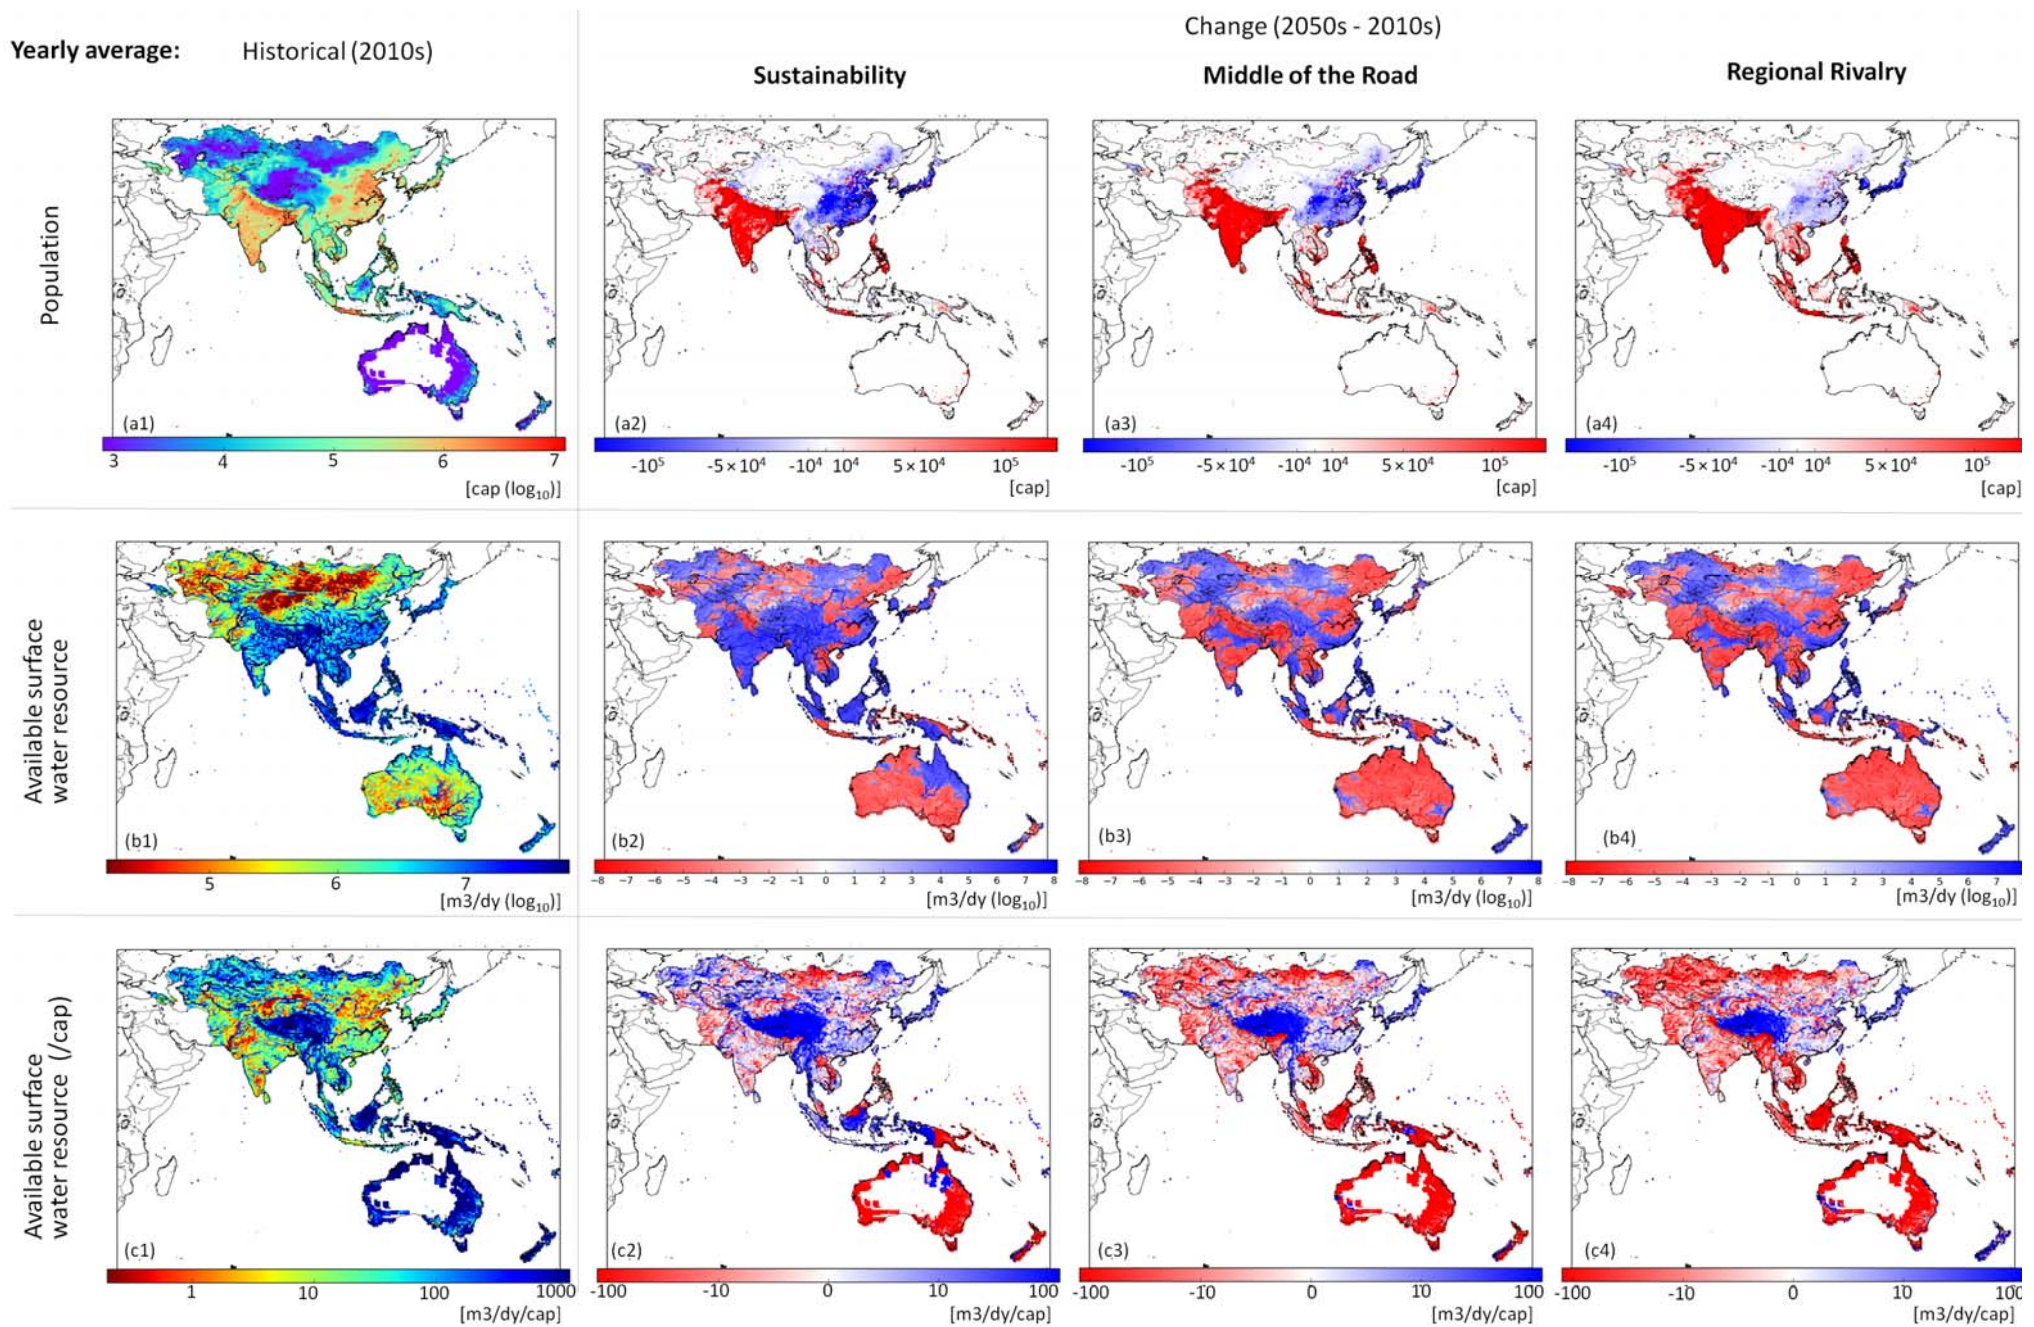 Change (2050s - 2010s)
Yearly average: Historical (2010s)
Sustainability Middle of the Road Regional Rivalry
Population
(a1) (a2) (a3) (a4)
3 4 5 6 7
-10⁵ -5×10⁴ -10⁴ 10⁴ 5×10⁴ 10⁵
-10⁵ -5×10⁴ -10⁴ 10⁴ 5×10⁴ 10⁵
-10⁵ -5×10⁴ -10⁴ 10⁴ 5×10⁴ 10⁵
[cap (log₁₀)] [cap] [cap] [cap]
Available surface
water resource
(b1) (b2) (b3) (b4)
5 6 7
-8 -7 -6 -5 -4 -3 -2 -1 0 1 2 3 4 5 6 7 8
-8 -7 -6 -5 -4 -3 -2 -1 0 1 2 3 4 5 6 7 8
-8 -7 -6 -5 -4 -3 -2 -1 0 1 2 3 4 5 6 7
[m3/dy (log₁₀)] [m3/dy (log₁₀)] [m3/dy (log₁₀)] [m3/dy (log₁₀)]
Available surface
water resource (/cap)
(c1) (c2) (c3) (c4)
1 10 100 1000
-100 -10 0 10 100
-100 -10 0 10 100
-100 -10 0 10 100
[m3/dy/cap] [m3/dy/cap] [m3/dy/cap] [m3/dy/cap]